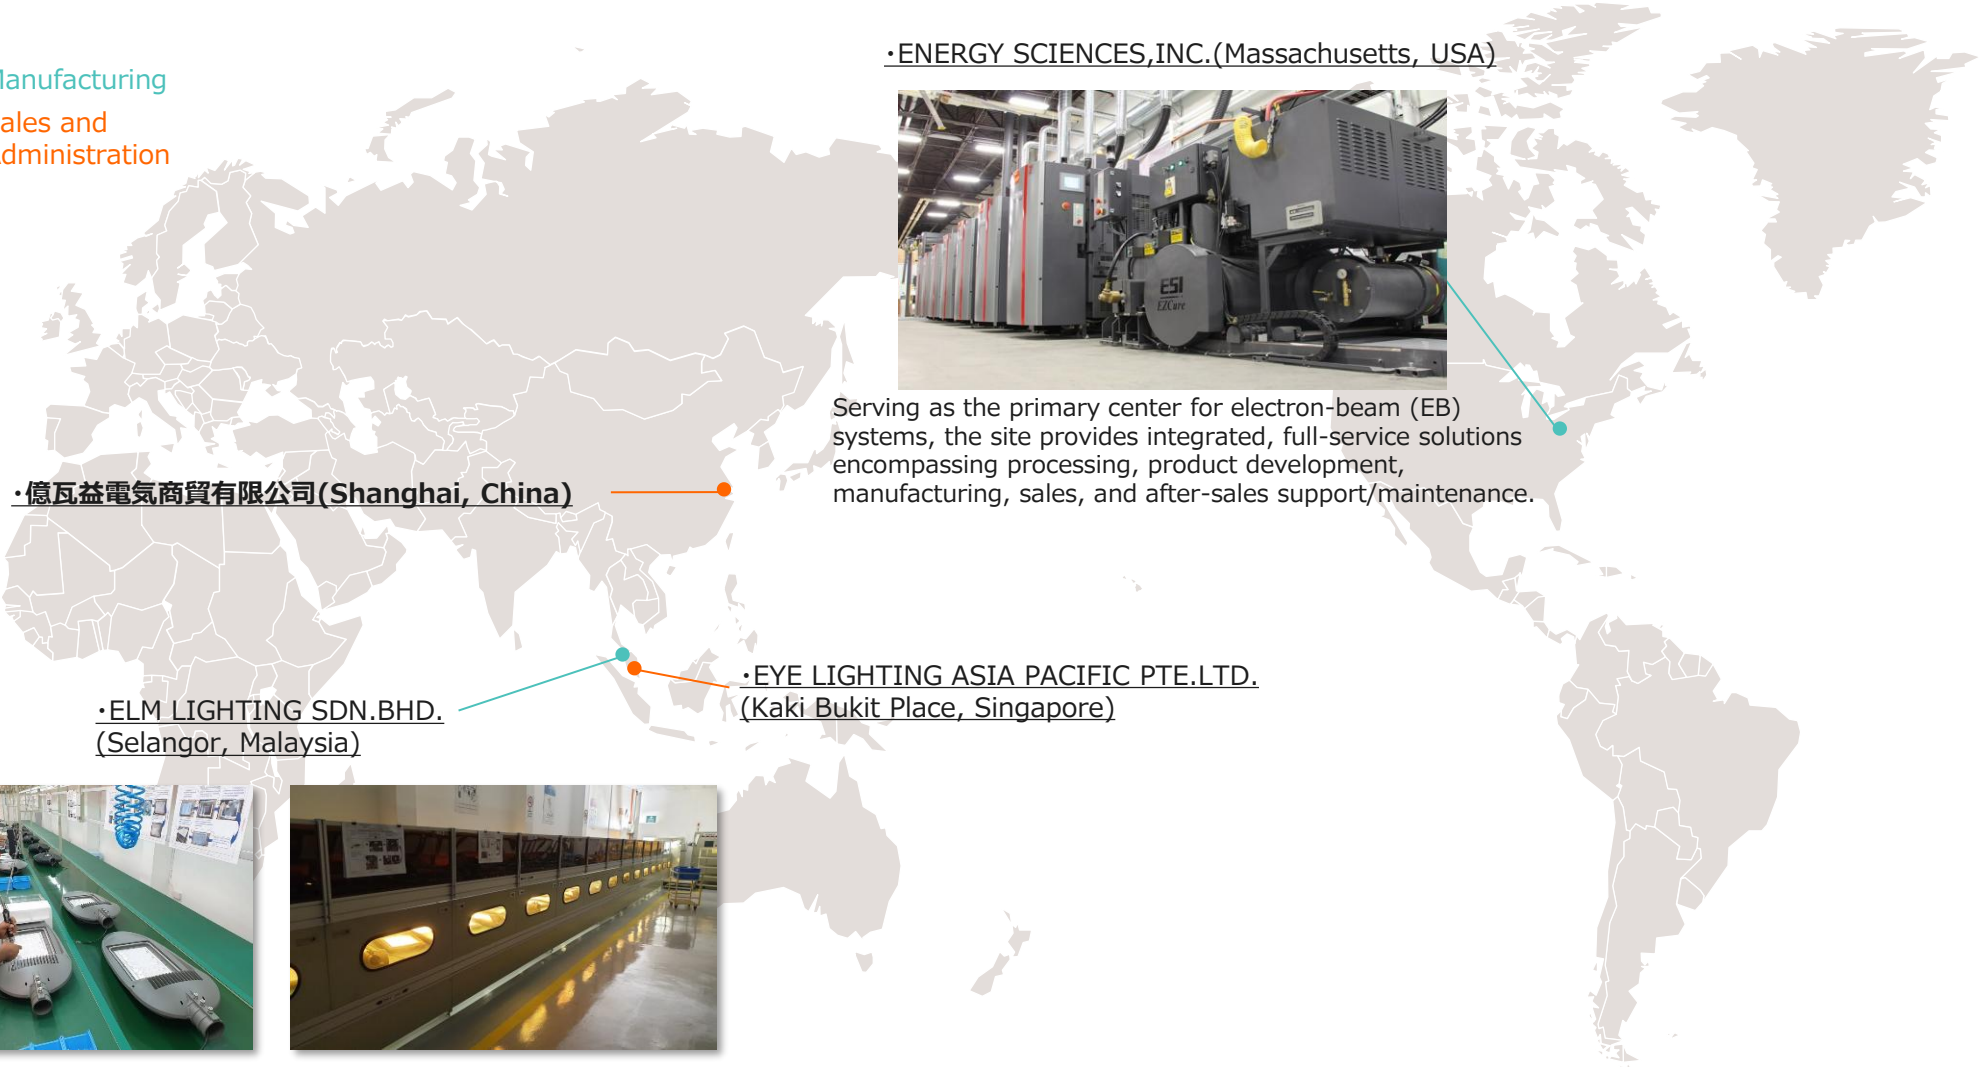 anufacturing
ales and
dministration
・ENERGY SCIENCES,INC.(Massachusetts, USA)
ESI
EZCure
Serving as the primary center for electron-beam (EB)
systems, the site provides integrated, full-service solutions
encompassing processing, product development,
manufacturing, sales, and after-sales support/maintenance.
・億瓦益電気商貿有限公司(Shanghai, China)
・EYE LIGHTING ASIA PACIFIC PTE.LTD.
(Kaki Bukit Place, Singapore)
・ELM LIGHTING SDN.BHD.
(Selangor, Malaysia)